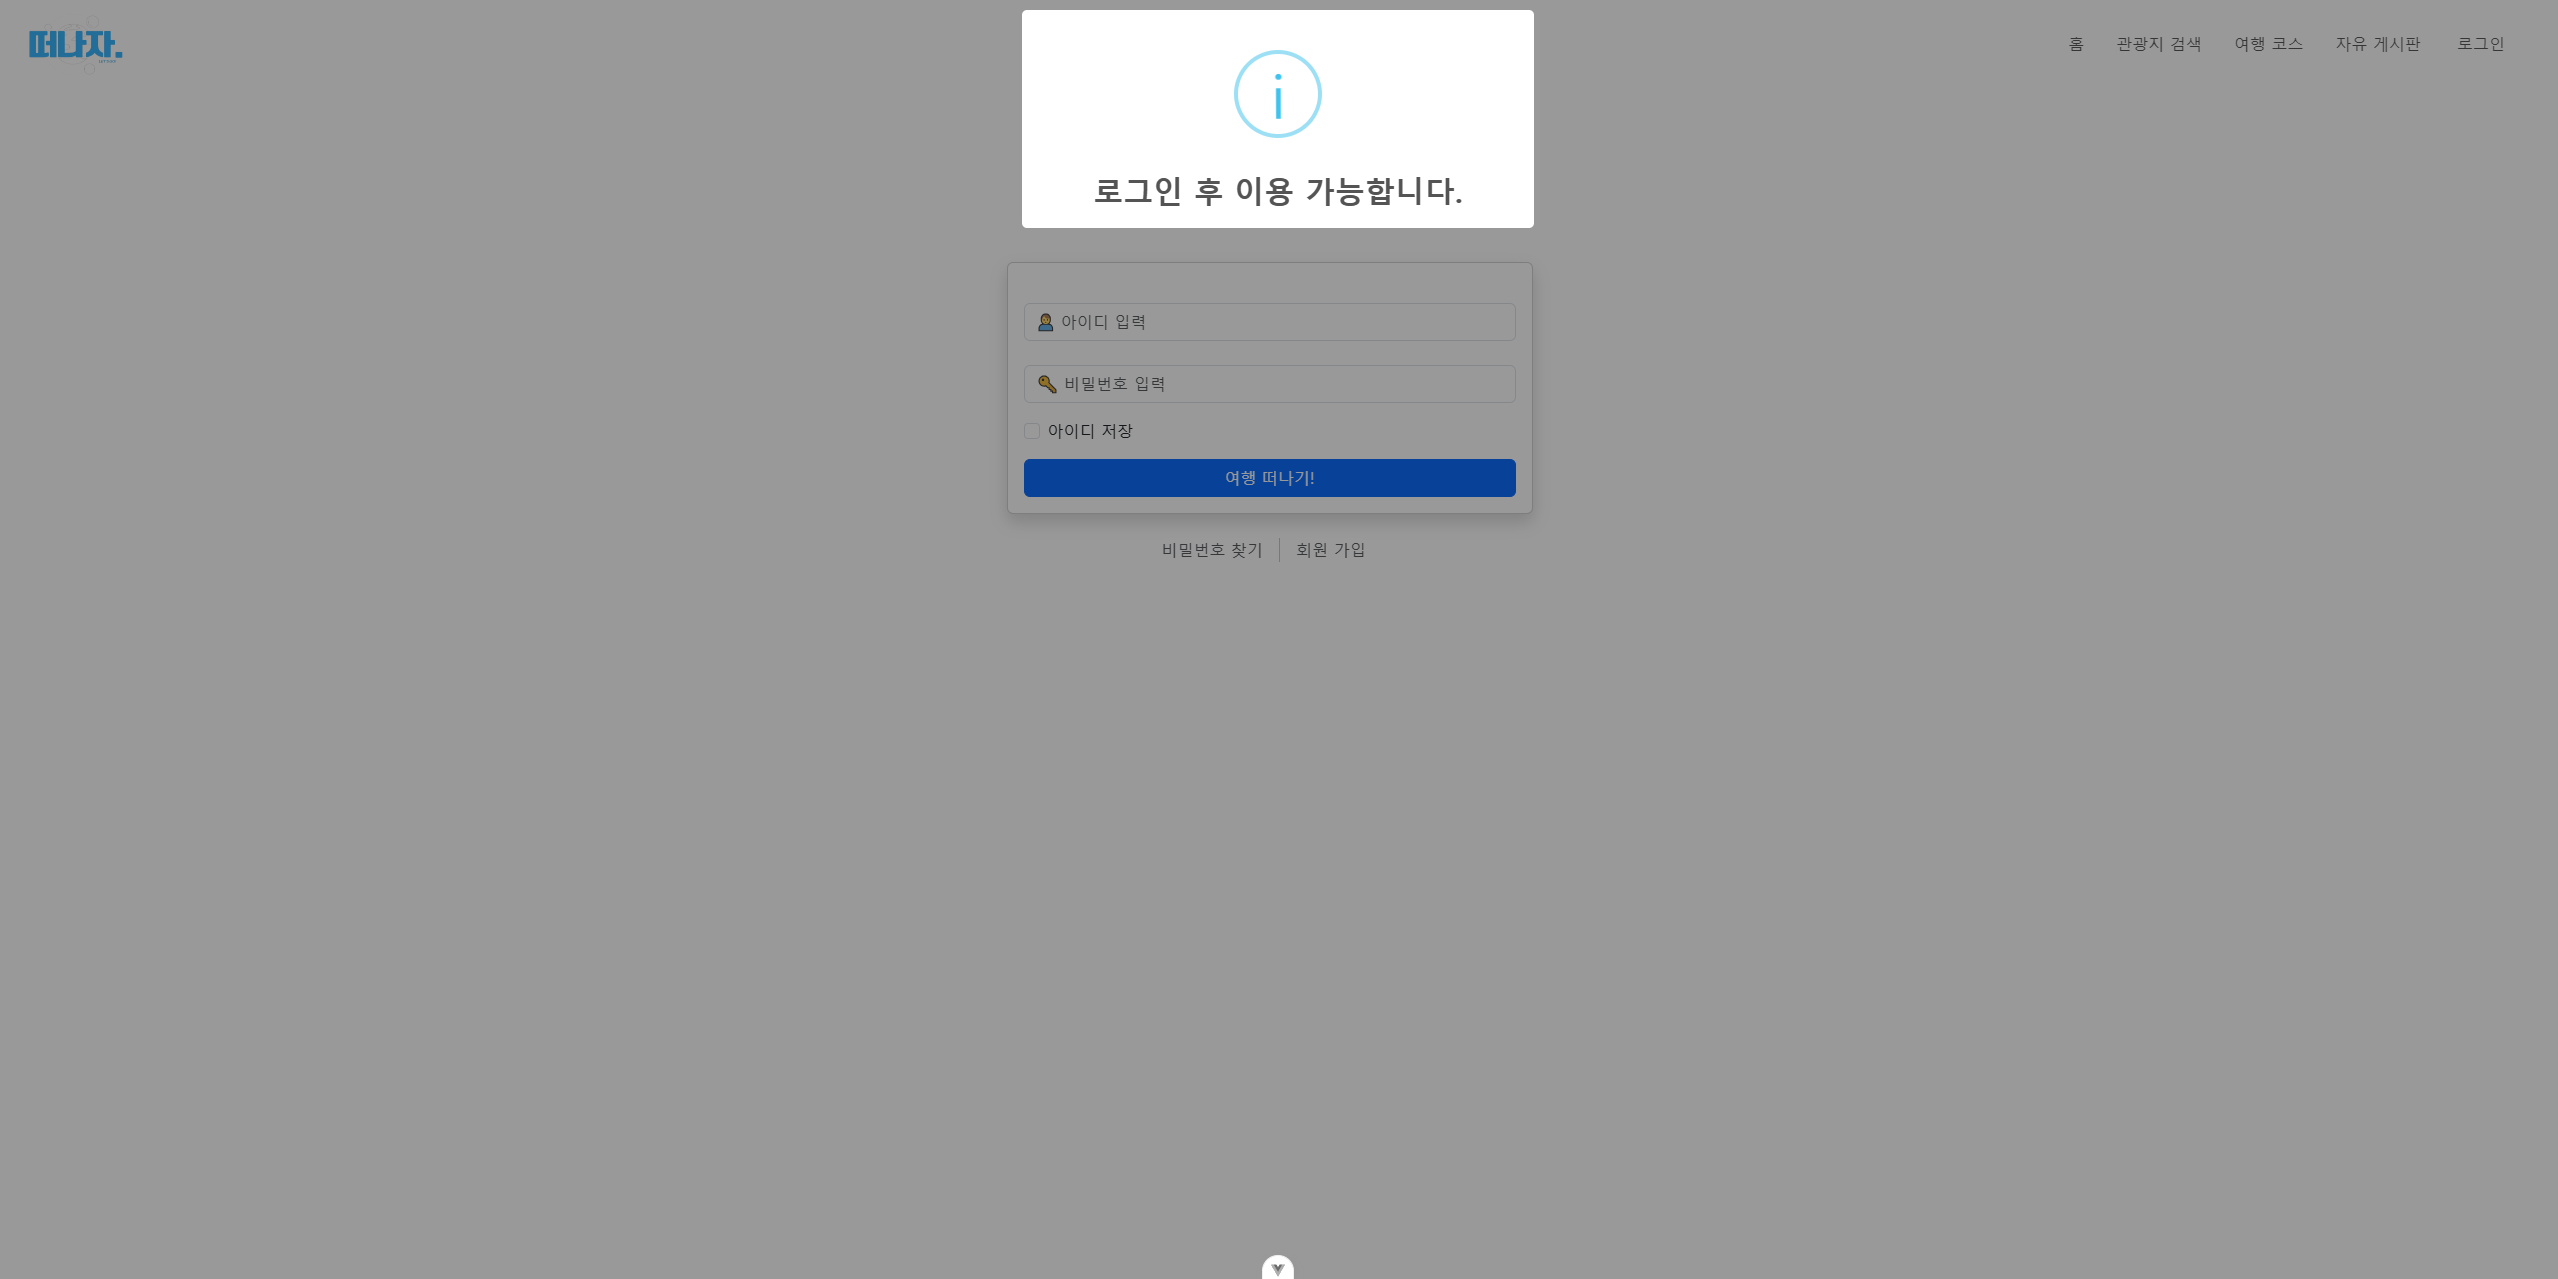 떠나자.
홈
관광지 검색
여행 코스
자유 게시판
로그인
로그인 후 이용 가능합니다.
아이디 입력
비밀번호 입력
아이디 저장
여행 떠나기!
비밀번호 찾기
회원 가입